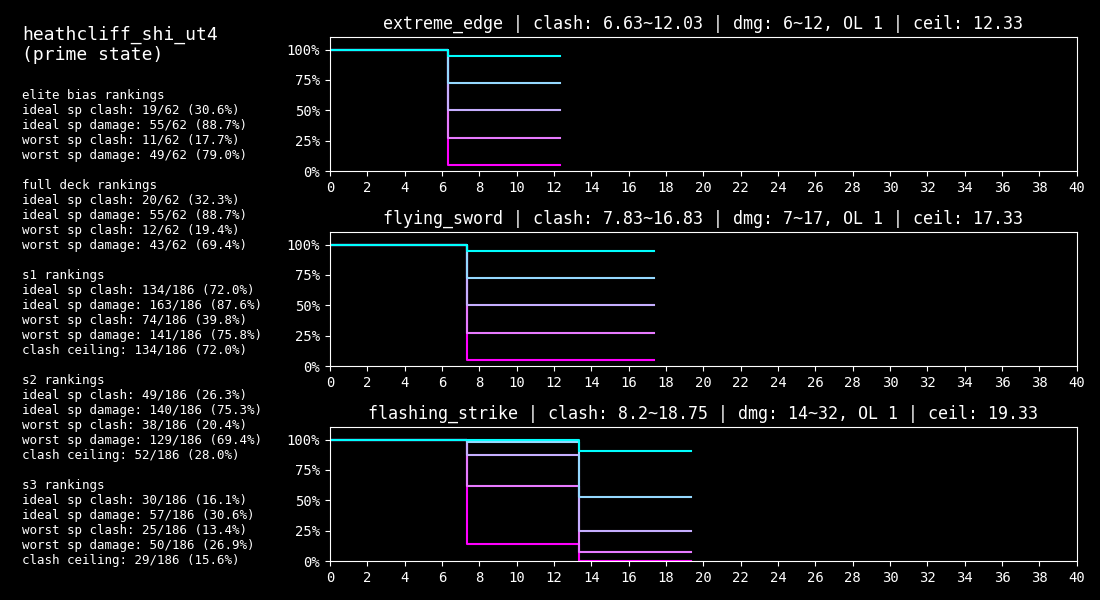 heathcliff_shi_ut4
(prime state)
elite bias rankings
ideal sp clash: 19/62 (30.6%)
ideal sp damage: 55/62 (88.7%)
worst sp clash: 11/62 (17.7%)
worst sp damage: 49/62 (79.0%)
full deck rankings
ideal sp clash: 20/62 (32.3%)
ideal sp damage: 55/62 (88.7%)
worst sp clash: 12/62 (19.4%)
worst sp damage: 43/62 (69.4%)
s1 rankings
ideal sp clash: 134/186 (72.0%)
ideal sp damage: 163/186 (87.6%)
worst sp clash: 74/186 (39.8%)
worst sp damage: 141/186 (75.8%)
clash ceiling: 134/186 (72.0%)
s2 rankings
ideal sp clash: 49/186 (26.3%)
ideal sp damage: 140/186 (75.3%)
worst sp clash: 38/186 (20.4%)
worst sp damage: 129/186 (69.4%)
clash ceiling: 52/186 (28.0%)
s3 rankings
ideal sp clash: 30/186 (16.1%)
ideal sp damage: 57/186 (30.6%)
worst sp clash: 25/186 (13.4%)
worst sp damage: 50/186 (26.9%)
clash ceiling: 29/186 (15.6%)
extreme_edge | clash: 6.63~12.03 | dmg: 6~12, OL 1 | ceil: 12.33
100%
75%
50%
25%
0%
0 2 4 6 8 10 12 14 16 18 20 22 24 26 28 30 32 34 36 38 40
flying_sword | clash: 7.83~16.83 | dmg: 7~17, OL 1 | ceil: 17.33
100%
75%
50%
25%
0%
0 2 4 6 8 10 12 14 16 18 20 22 24 26 28 30 32 34 36 38 40
flashing_strike | clash: 8.2~18.75 | dmg: 14~32, OL 1 | ceil: 19.33
100%
75%
50%
25%
0%
0 2 4 6 8 10 12 14 16 18 20 22 24 26 28 30 32 34 36 38 40